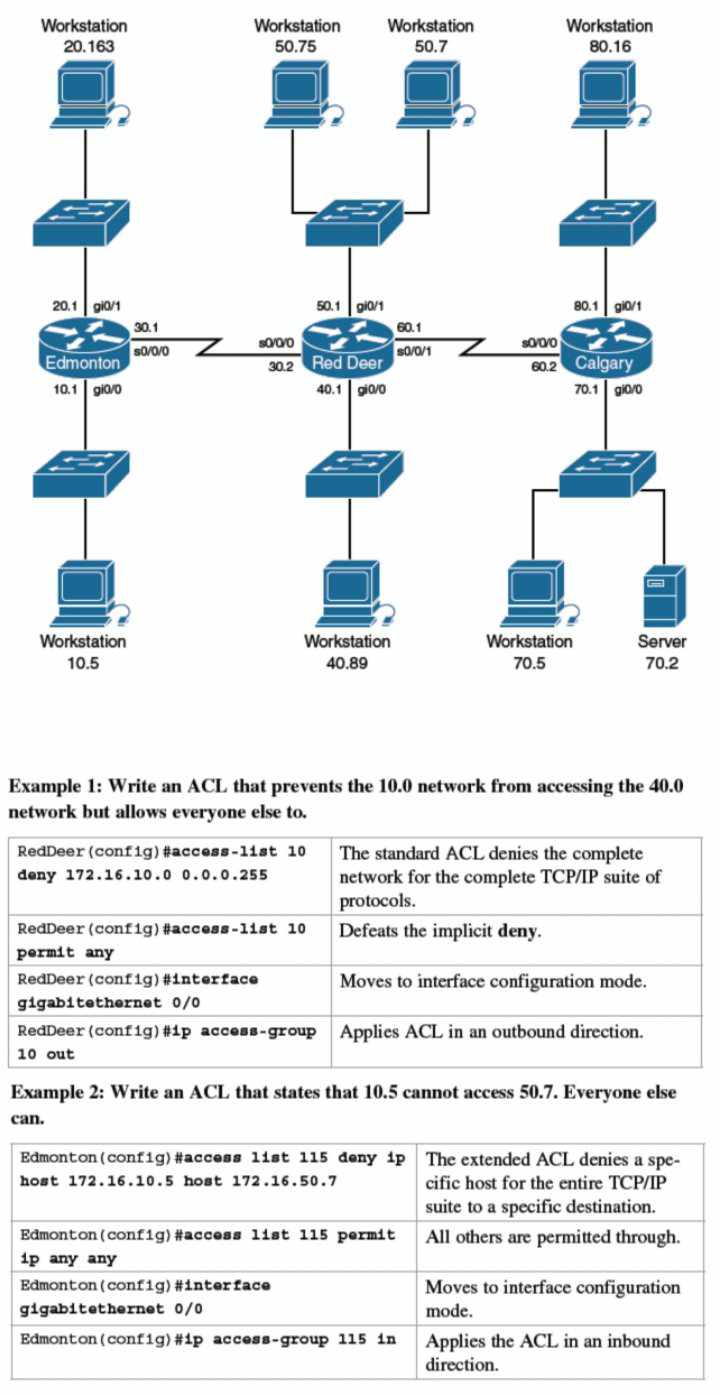 Workstation
20.163
Workstation
50.75
Workstation
50.7
Workstation
80.16
20.1 gi0/1
50.1 gi0/1
80.1 gi0/1
30.1
s0/0/0
Edmonton
s0/0/0
30.2
Red Deer
60.1
s0/0/1
s0/0/0
60.2
Calgary
10.1 gi0/0
40.1 gi0/0
70.1 gi0/0
Workstation
10.5
Workstation
40.89
Workstation
70.5
Server
70.2
Example 1: Write an ACL that prevents the 10.0 network from accessing the 40.0
network but allows everyone else to.
RedDeer(config)#access-list 10
deny 172.16.10.0 0.0.0.255
The standard ACL denies the complete
network for the complete TCP/IP suite of
protocols.
RedDeer(config)#access-list 10
permit any
Defeats the implicit deny.
RedDeer(config)#interface
gigabitethernet 0/0
Moves to interface configuration mode.
RedDeer(config)#ip access-group
10 out
Applies ACL in an outbound direction.
Example 2: Write an ACL that states that 10.5 cannot access 50.7. Everyone else
can.
Edmonton(config)#access list 115 deny ip
host 172.16.10.5 host 172.16.50.7
The extended ACL denies a spe-
cific host for the entire TCP/IP
suite to a specific destination.
Edmonton(config)#access list 115 permit
ip any any
All others are permitted through.
Edmonton(config)#interface
gigabitethernet 0/0
Moves to interface configuration
mode.
Edmonton(config)#ip access-group 115 in
Applies the ACL in an inbound
direction.